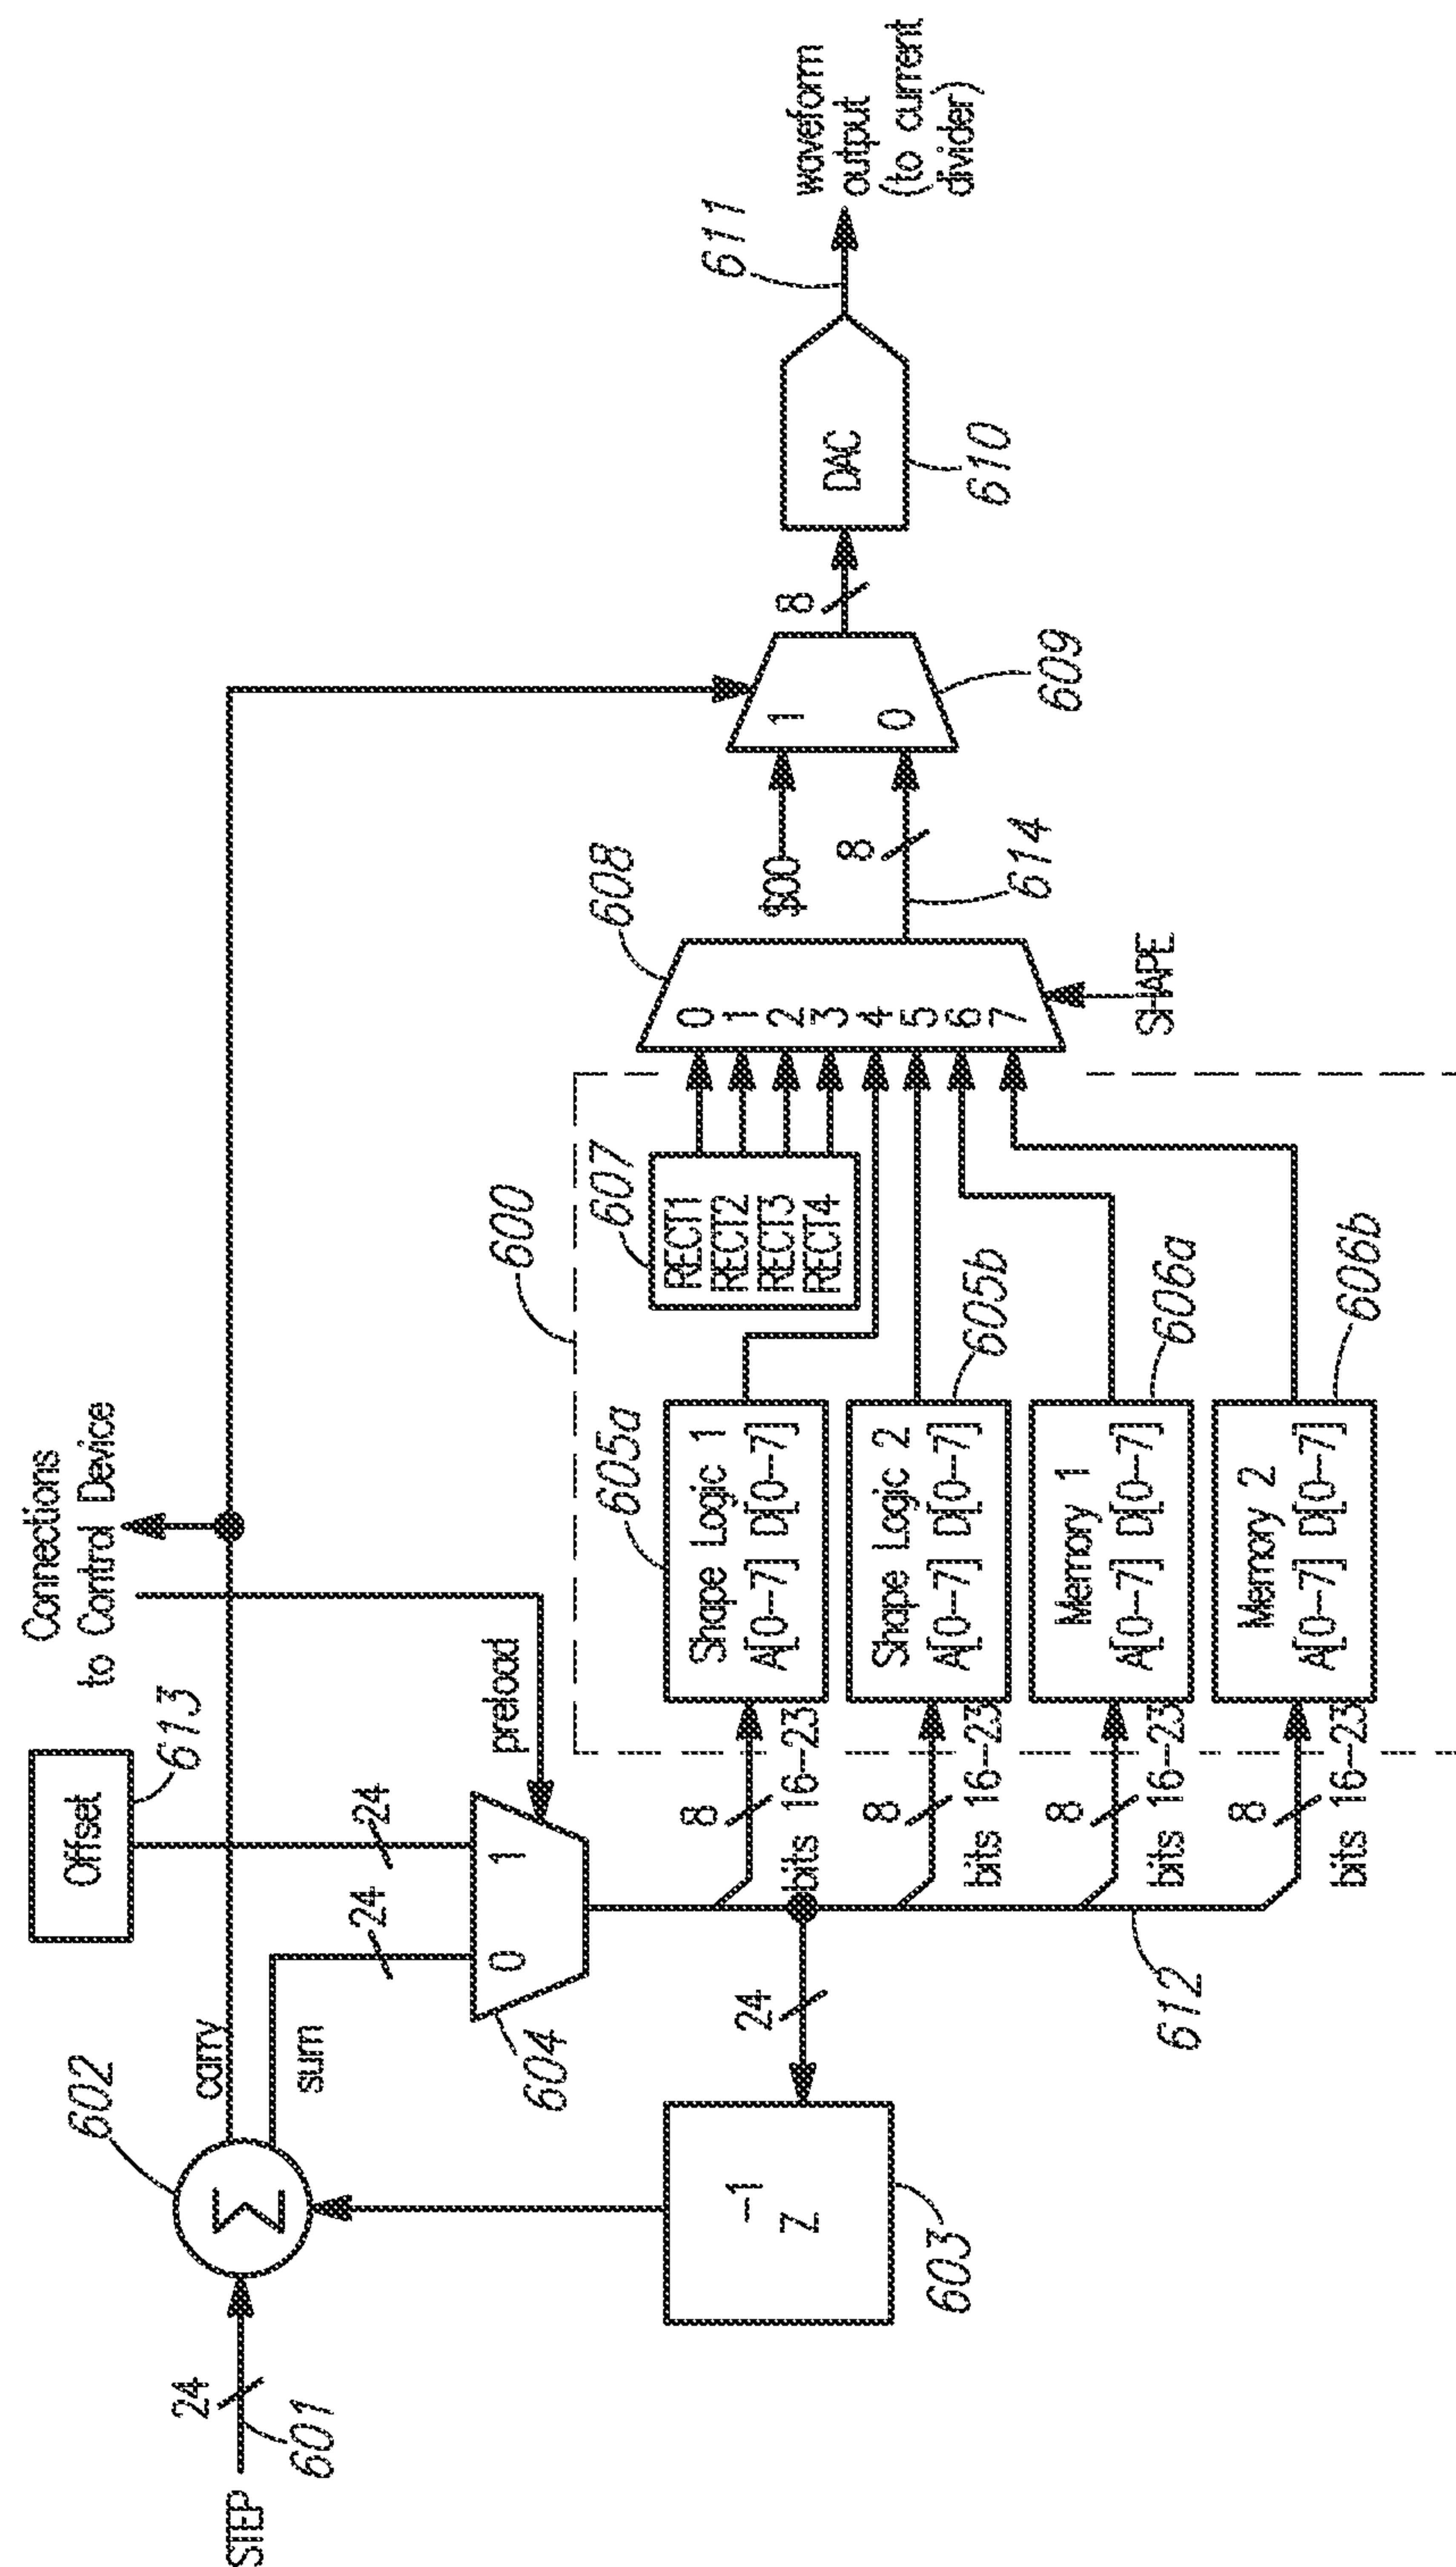 STEP
24
601
602
Σ
carry
sum
Offset
613
24
24
0
1
604
preload
Connections
to Control Device
z
−1
603
24
612
8
bits 16–23
8
bits 16–23
8
bits 16–23
8
bits 16–23
600
605a
Shape Logic 1
A[0–7] D[0–7]
Shape Logic 2
A[0–7] D[0–7]
605b
Memory 1
A[0–7] D[0–7]
606a
Memory 2
A[0–7] D[0–7]
606b
607
RECT1
RECT2
RECT3
RECT4
608
0
1
2
3
4
5
6
7
SHAPE
614
8
$00
1
0
609
8
DAC
610
611
waveform
output
(to current
divider)